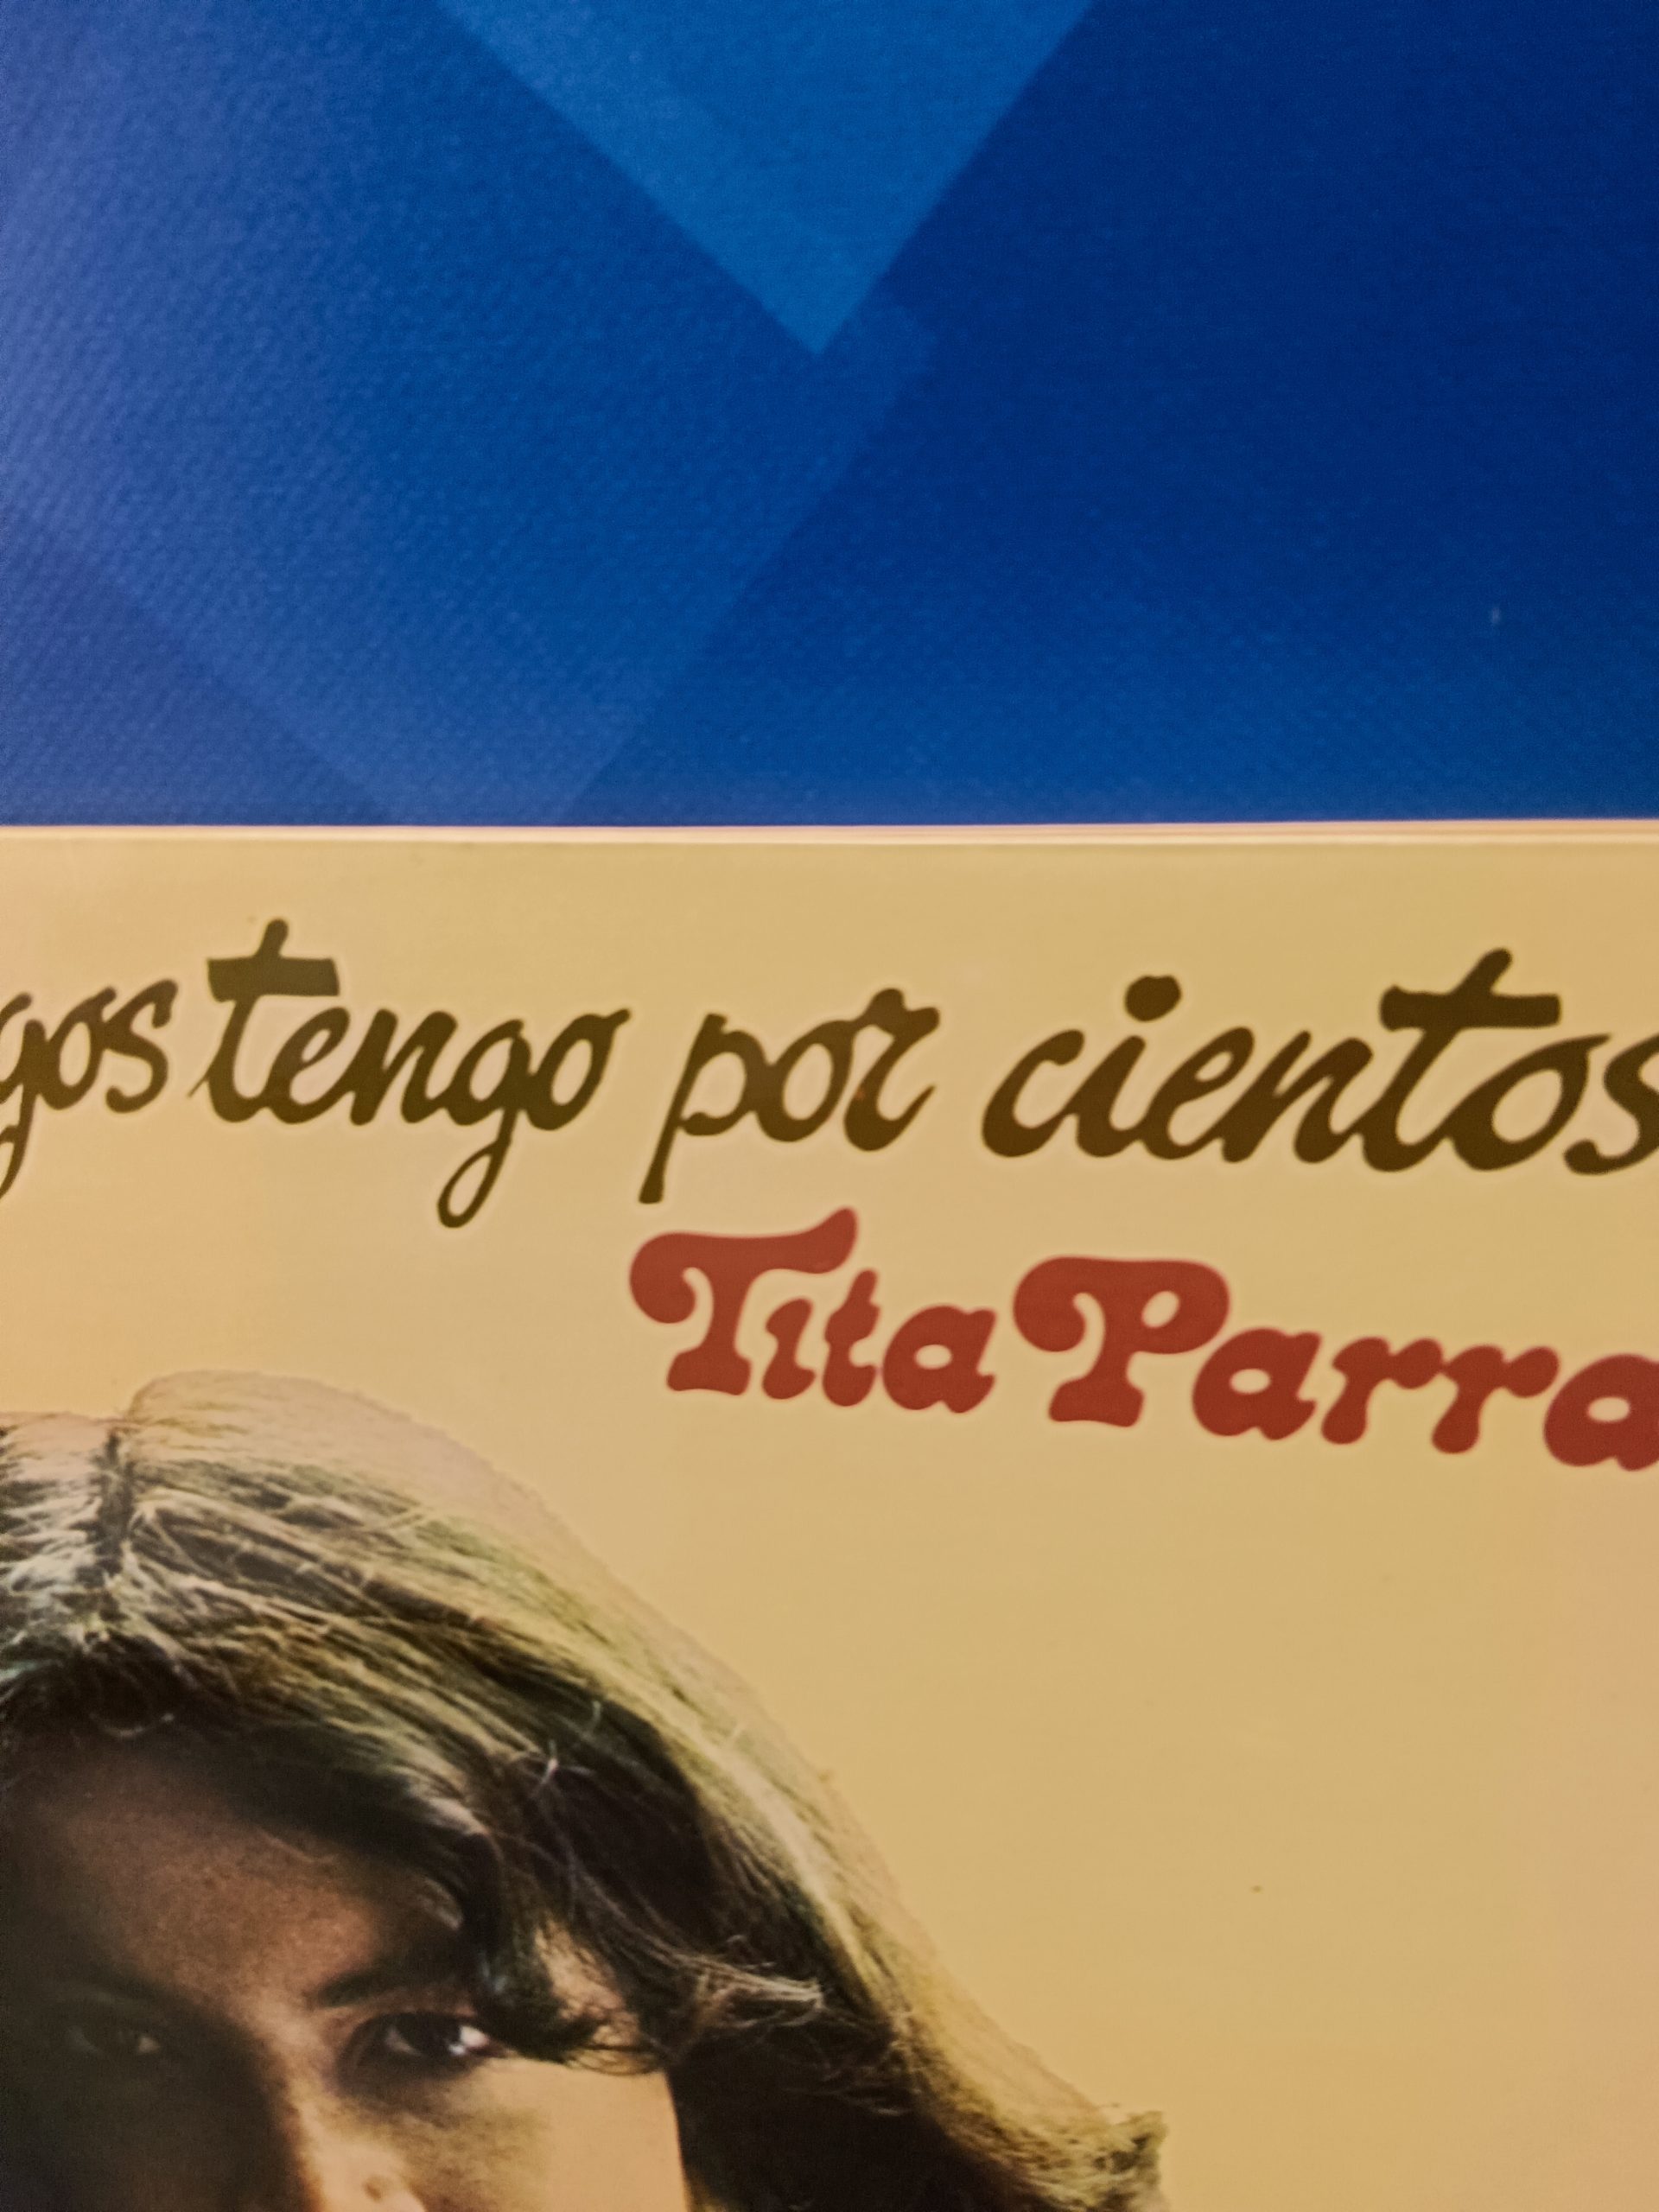 gos tengo por cientos
Tita Parra